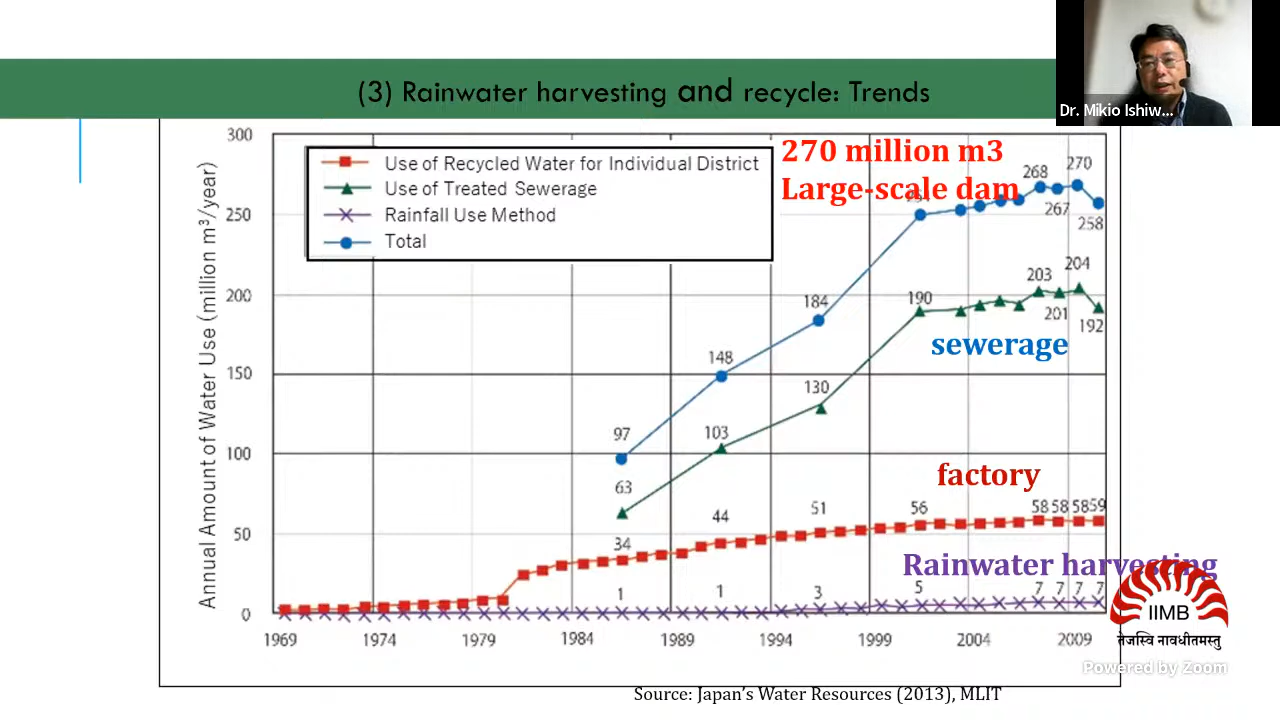 (3) Rainwater harvesting and recycle: Trends
Dr. Mikio Ishiw...
270 million m3
Large-scale dam
Use of Recycled Water for Individual District
Use of Treated Sewerage
Rainfall Use Method
Total
Annual Amount of Water Use (million m³/year)
300
250
200
150
100
50
0
268 270
267
258
184
148
97
203 204
201
192
190
130
103
63
sewerage
factory
34 44 51 56 58 58 58 59
Rainwater harvesting
1 1 3 5 7 7 7 7
1969 1974 1979 1984 1989 1994 1999 2004 2009
IIMB
तेजस्वि नावधीतमस्तु
Powered by Zoom
Source: Japan's Water Resources (2013), MLIT